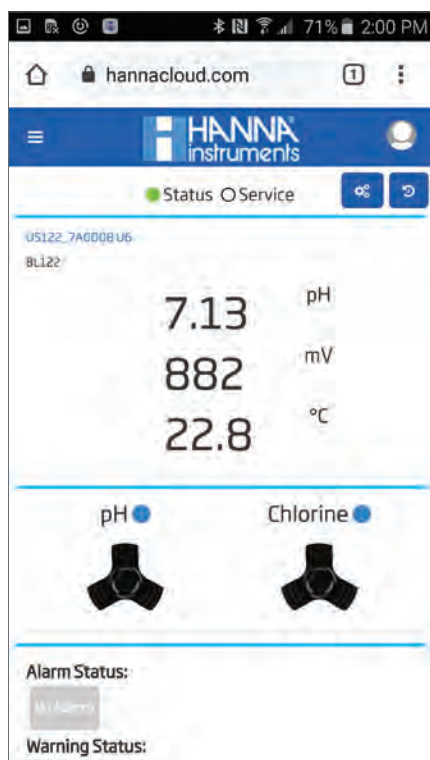 71% 2:00 PM
hannacloud.com 1
HANNA
instruments
Status Service
BL122
7.13 pH
882 mV
22.8 °C
pH Chlorine
Alarm Status:
Warning Status: